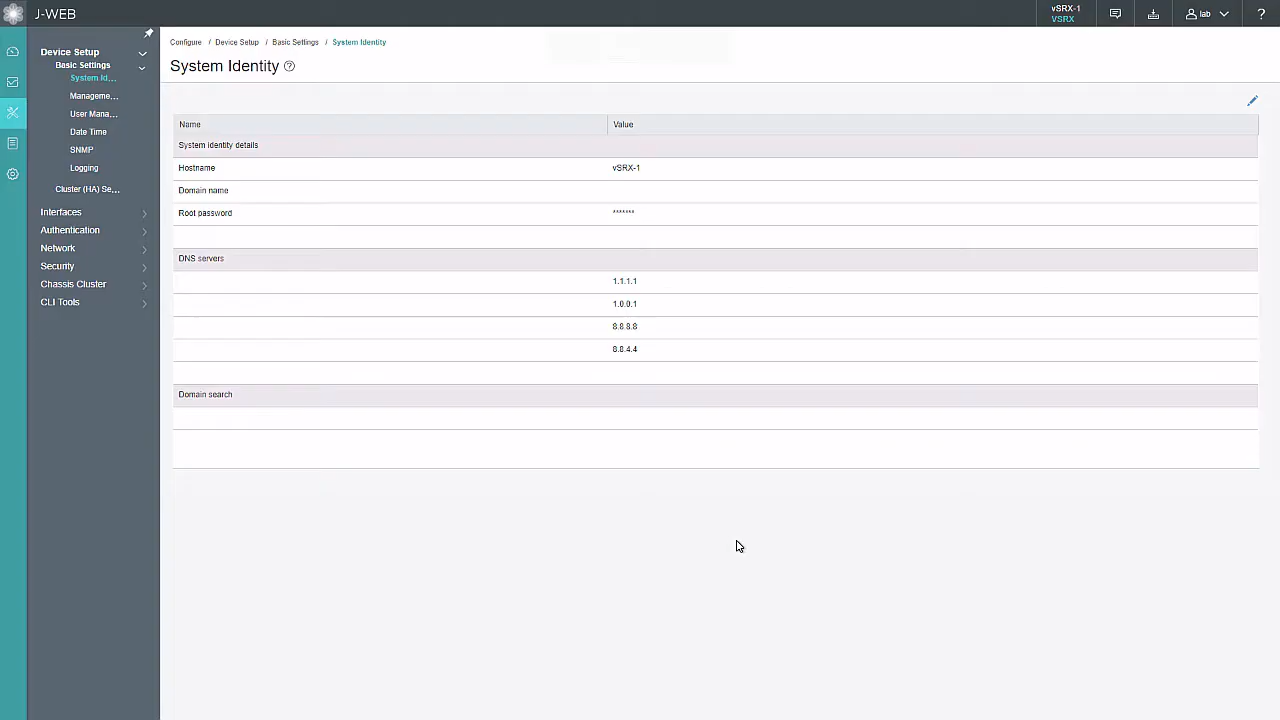 J-WEB
vSRX-1
VSRX
lab
?
Device Setup
Basic Settings
System Id...
Manageme...
User Mana...
Date Time
SNMP
Logging
Cluster (HA) Se...
Interfaces
Authentication
Network
Security
Chassis Cluster
CLI Tools
Configure / Device Setup / Basic Settings / System Identity
System Identity ?
Name Value
System identity details
Hostname vSRX-1
Domain name
Root password *******
DNS servers
1.1.1.1
1.0.0.1
8.8.8.8
8.8.4.4
Domain search